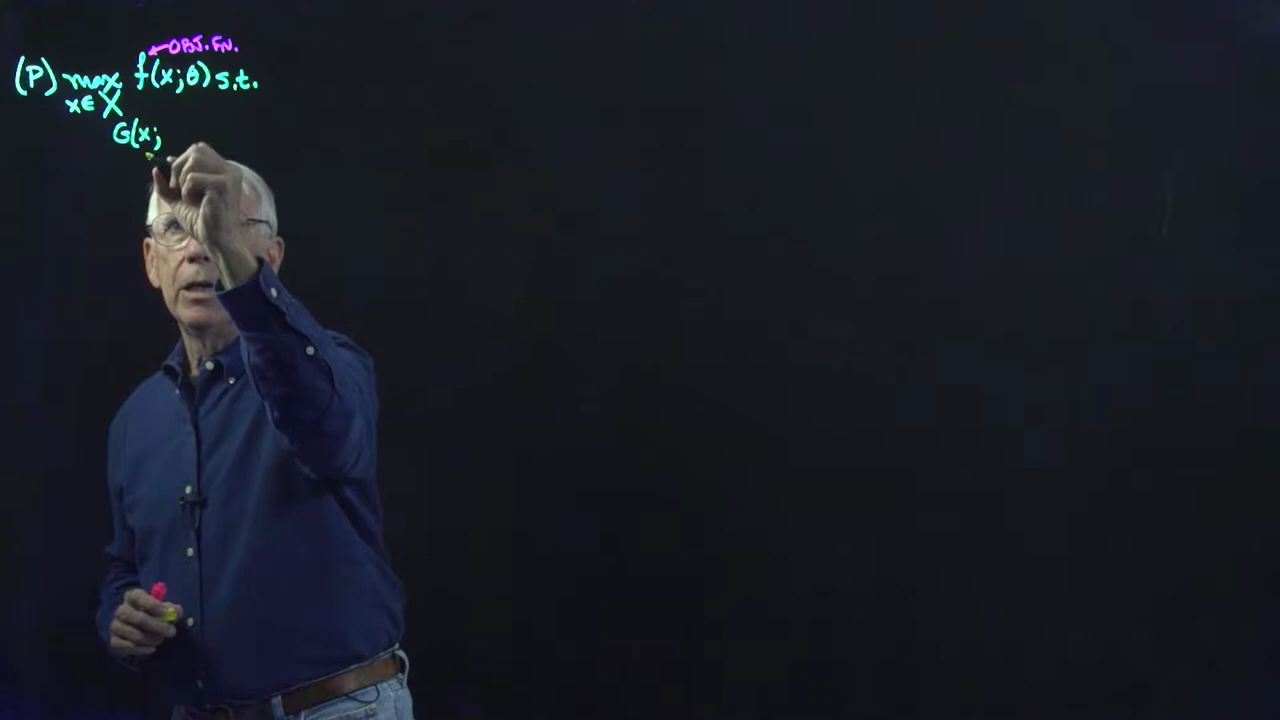 ← OBJ. FN.
(P) max f(x;θ) s.t.
x∈X
G(x;